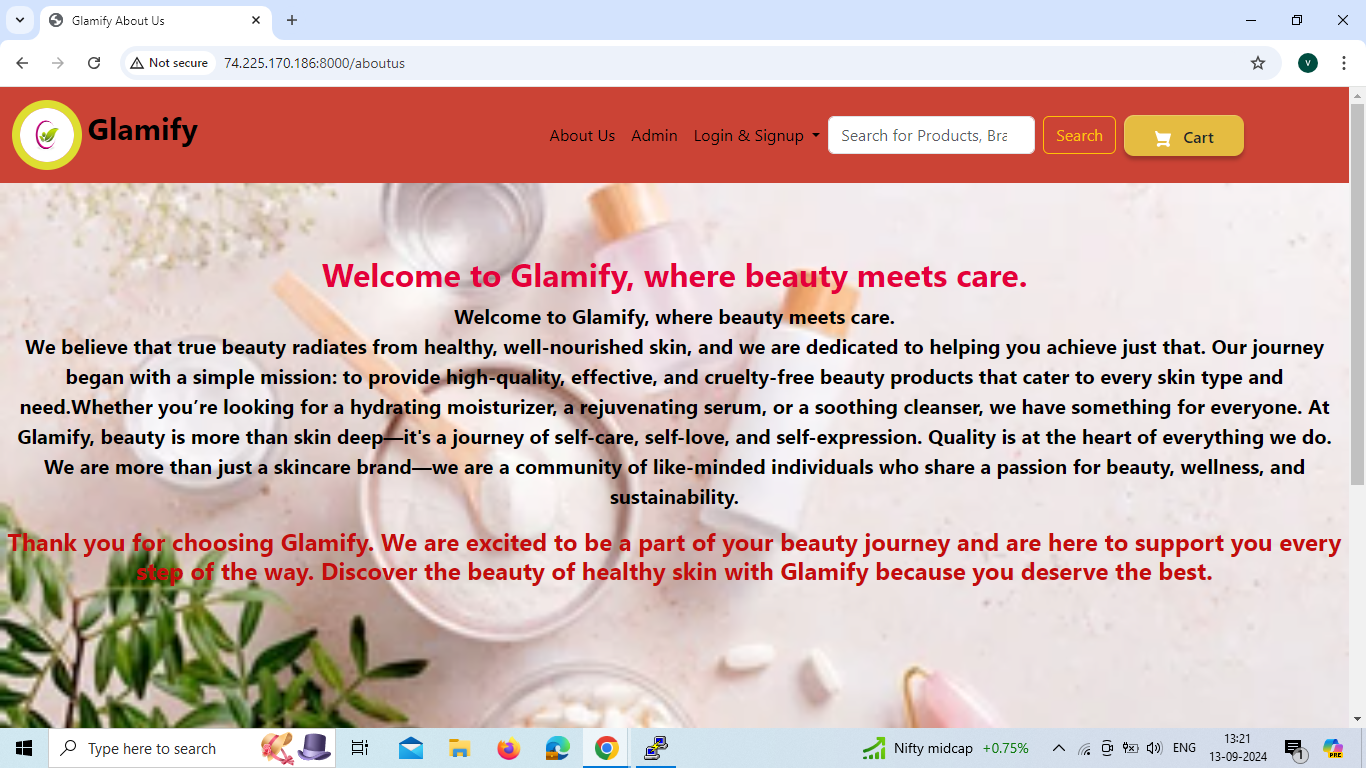 Glamify About Us
Not secure
74.225.170.186:8000/aboutus
V
Glamify
About Us
Admin
Login & Signup
Search for Products, Bra
Search
Cart
Welcome to Glamify, where beauty meets care.
Welcome to Glamify, where beauty meets care.
We believe that true beauty radiates from healthy, well-nourished skin, and we are dedicated to helping you achieve just that. Our journey
began with a simple mission: to provide high-quality, effective, and cruelty-free beauty products that cater to every skin type and
need.Whether you’re looking for a hydrating moisturizer, a rejuvenating serum, or a soothing cleanser, we have something for everyone. At
Glamify, beauty is more than skin deep—it's a journey of self-care, self-love, and self-expression. Quality is at the heart of everything we do.
We are more than just a skincare brand—we are a community of like-minded individuals who share a passion for beauty, wellness, and
sustainability.
Thank you for choosing Glamify. We are excited to be a part of your beauty journey and are here to support you every
step of the way. Discover the beauty of healthy skin with Glamify because you deserve the best.
Type here to search
Nifty midcap +0.75%
ENG
13:21
13-09-2024
1
PRE